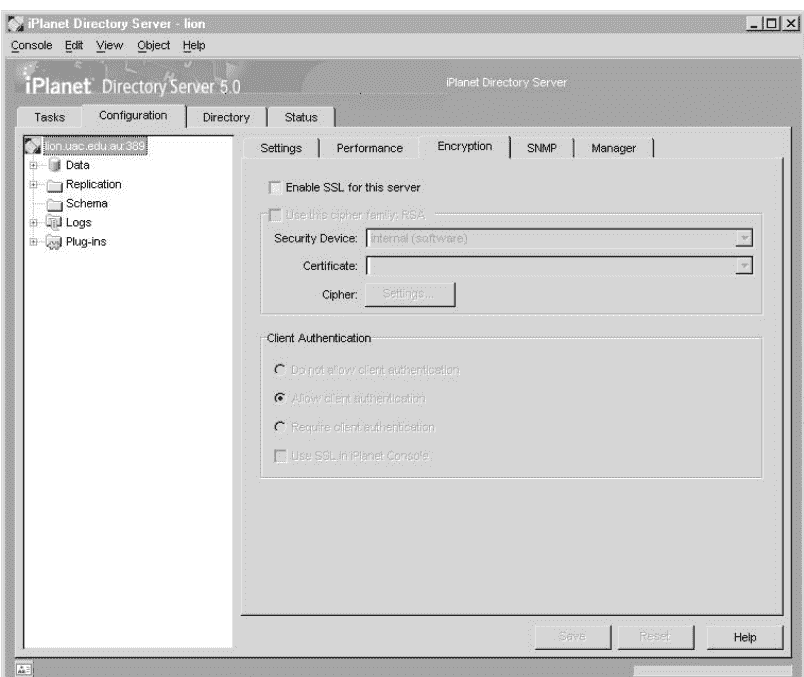 iPlanet Directory Server - lion
Console Edit View Object Help
iPlanet Directory Server 5.0
iPlanet Directory Server
Tasks Configuration Directory Status
lion.uac.edu.au:389
Data
Replication
Schema
Logs
Plug-ins
Settings Performance Encryption SNMP Manager
Enable SSL for this server
Use this cipher family: RSA
Security Device: internal (software)
Certificate:
Cipher: Settings...
Client Authentication
Do not allow client authentication
Allow client authentication
Require client authentication
Use SSL in iPlanet Console
Save Reset Help